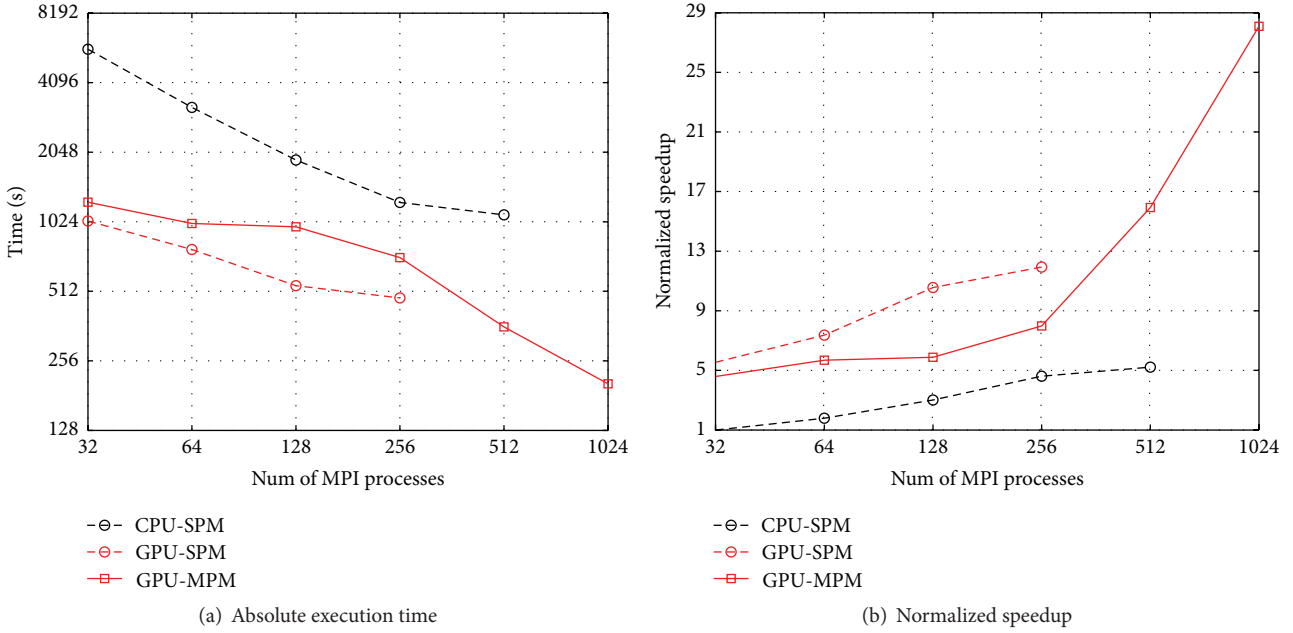 8192
4096
2048
1024
512
256
128
Time (s)
32 64 128 256 512 1024
Num of MPI processes
CPU-SPM
GPU-SPM
GPU-MPM
(a) Absolute execution time
29
25
21
17
13
9
5
1
Normalized speedup
32 64 128 256 512 1024
Num of MPI processes
CPU-SPM
GPU-SPM
GPU-MPM
(b) Normalized speedup